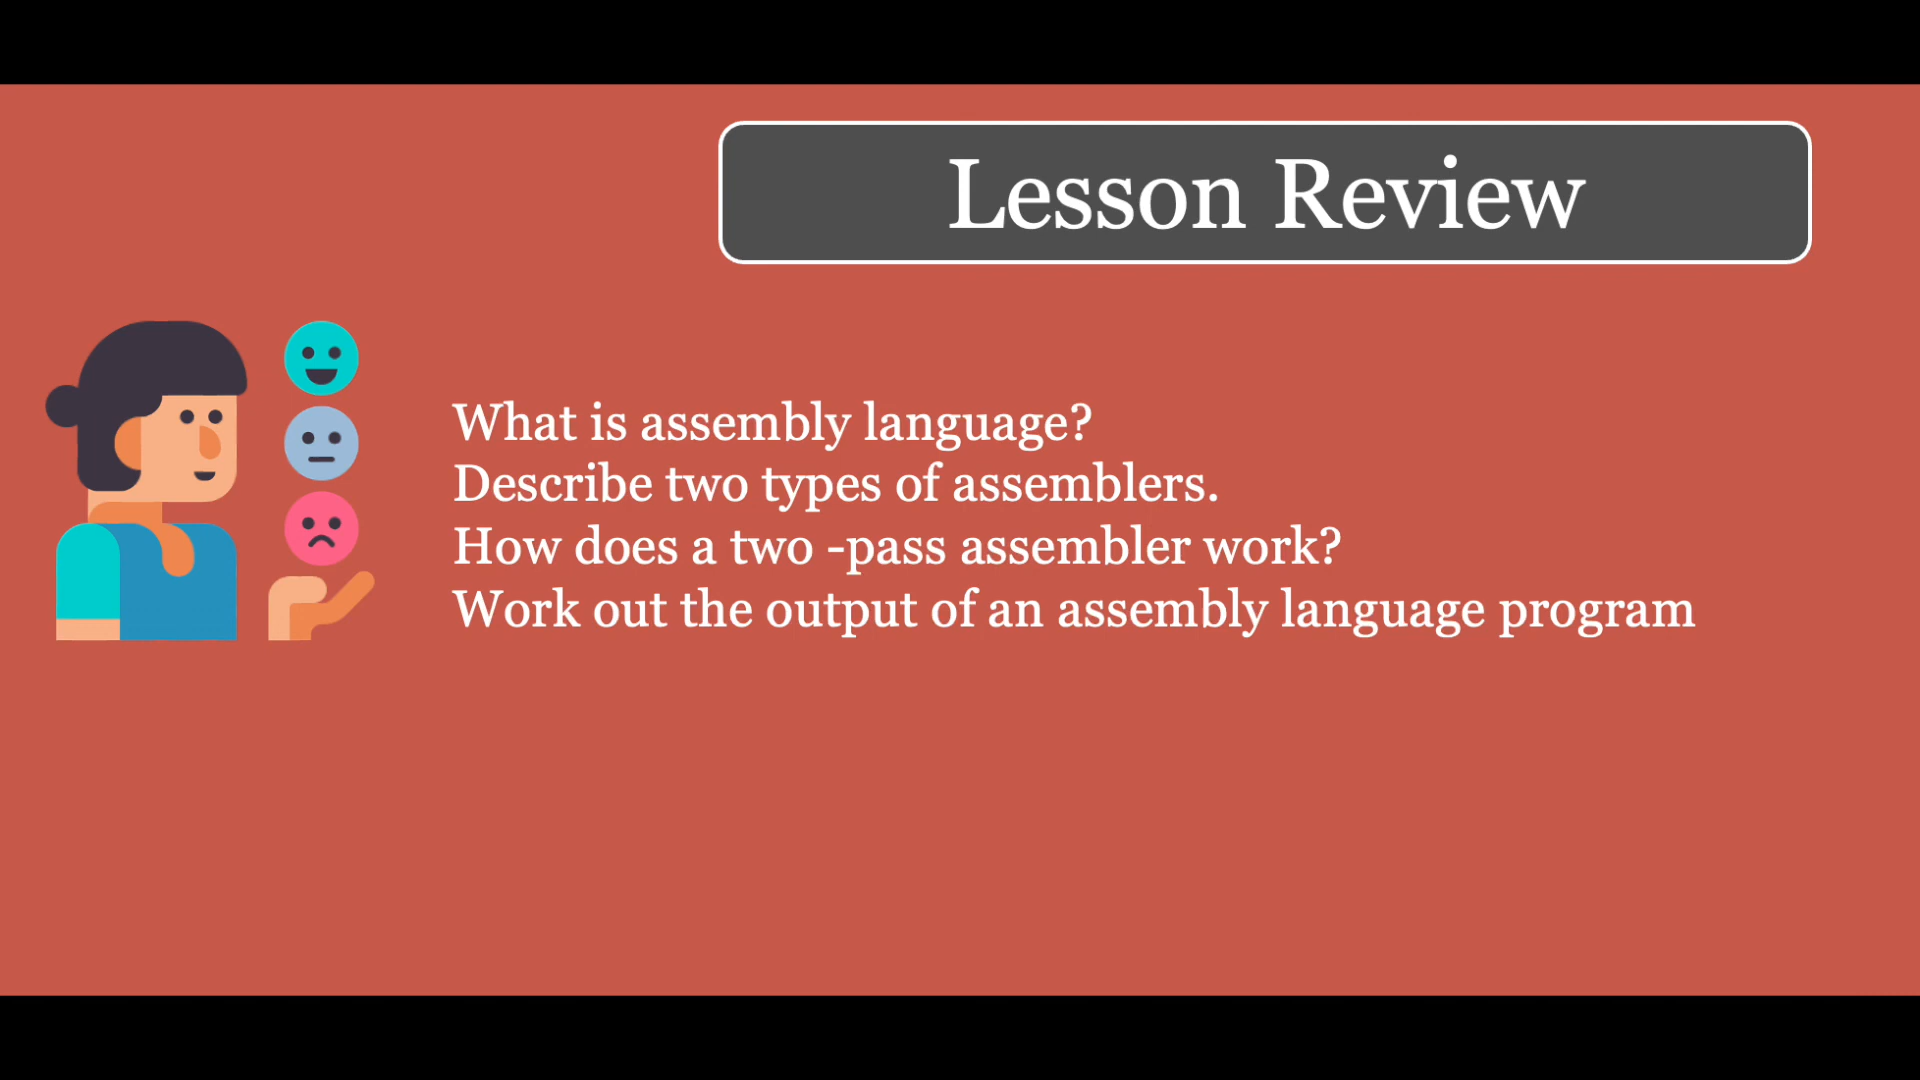 Lesson Review
What is assembly language?
Describe two types of assemblers.
How does a two -pass assembler work?
Work out the output of an assembly language program